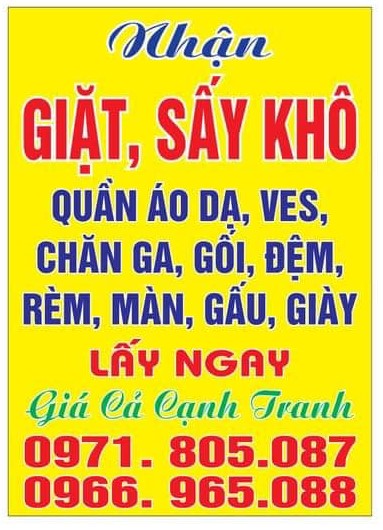 Nhận
GIẶT, SẤY KHÔ
QUẦN ÁO DẠ, VES,
CHĂN GA, GỐI, ĐỆM,
RÈM, MÀN, GẤU, GIÀY
LẤY NGAY
Giá Cả Cạnh Tranh
0971. 805.087
0966. 965.088